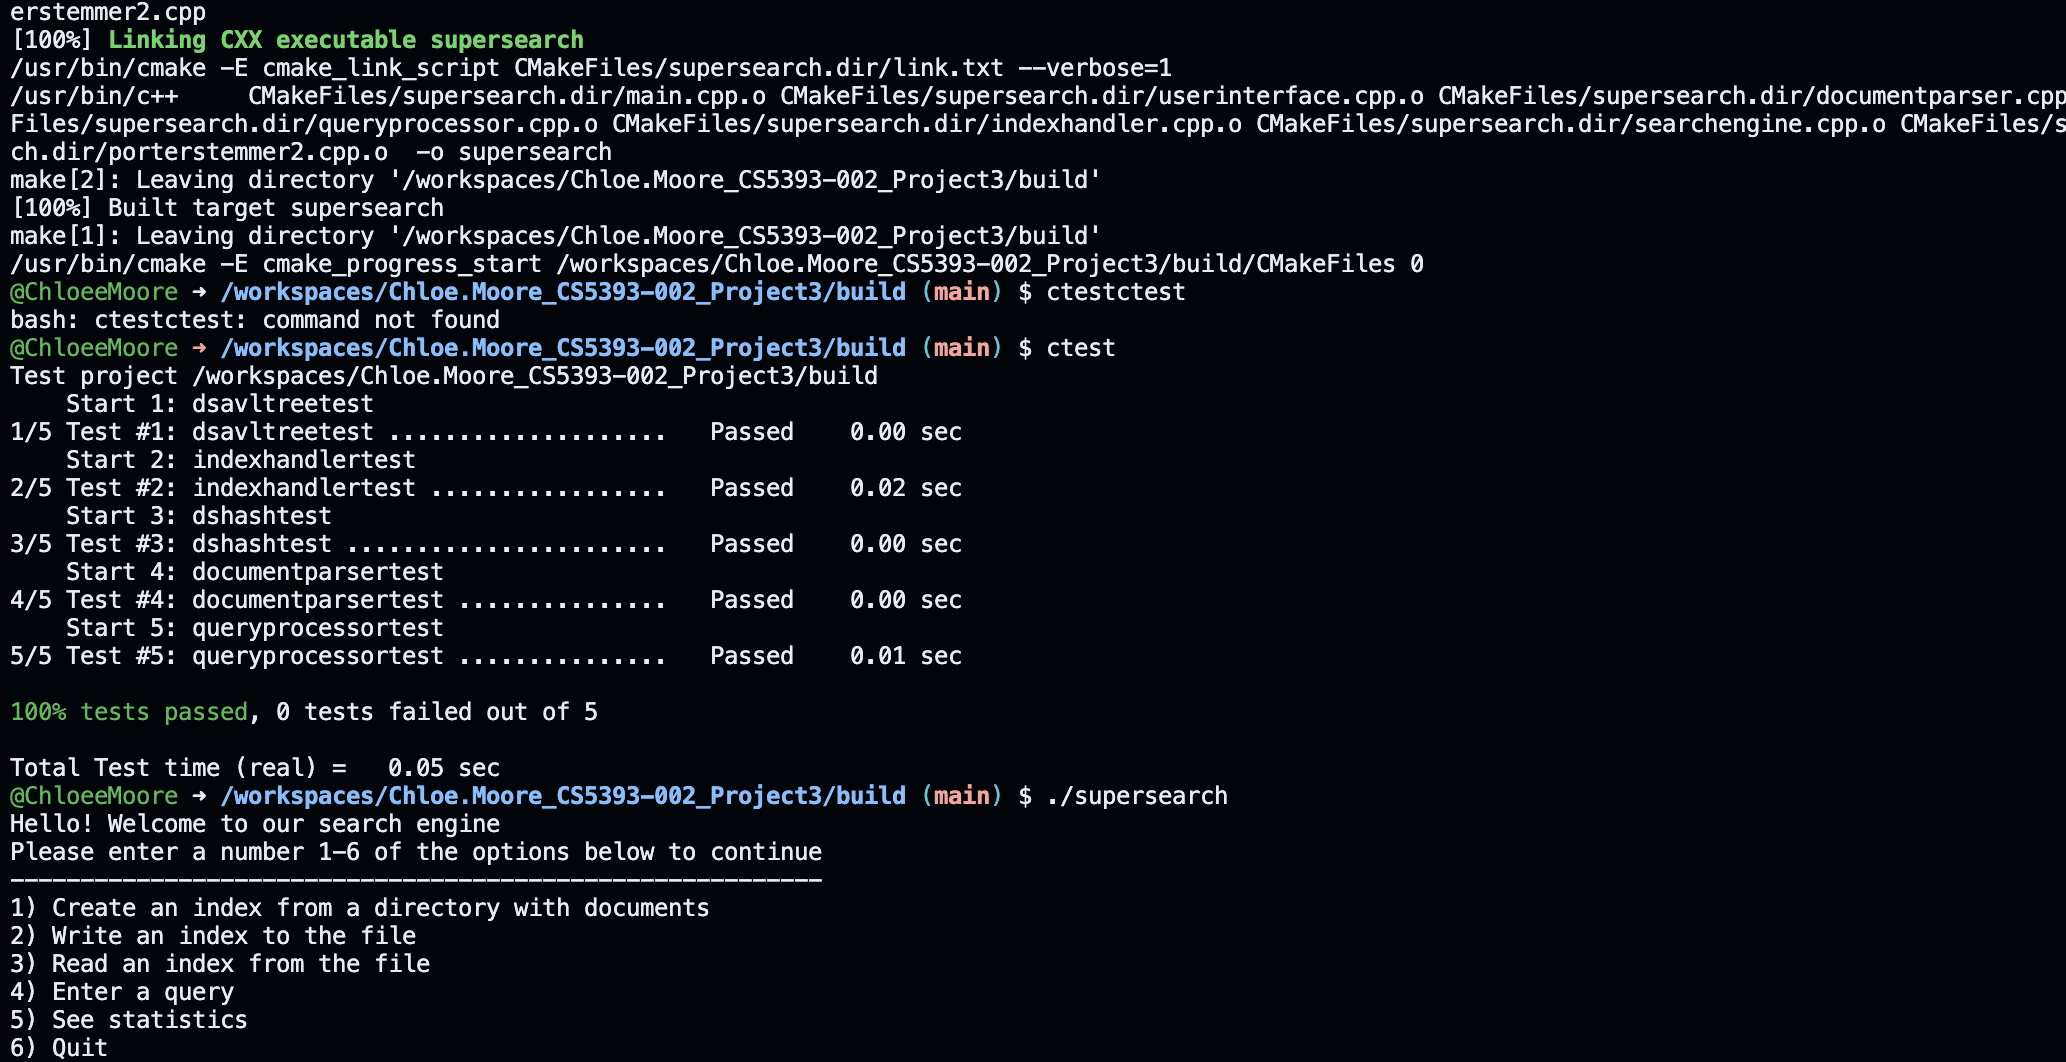 erstemmer2.cpp
[100%] Linking CXX executable supersearch
/usr/bin/cmake -E cmake_link_script CMakeFiles/supersearch.dir/link.txt --verbose=1
/usr/bin/c++     CMakeFiles/supersearch.dir/main.cpp.o CMakeFiles/supersearch.dir/userinterface.cpp.o CMakeFiles/supersearch.dir/documentparser.cpp
Files/supersearch.dir/queryprocessor.cpp.o CMakeFiles/supersearch.dir/indexhandler.cpp.o CMakeFiles/supersearch.dir/searchengine.cpp.o CMakeFiles/s
ch.dir/porterstemmer2.cpp.o  -o supersearch
make[2]: Leaving directory '/workspaces/Chloe.Moore_CS5393-002_Project3/build'
[100%] Built target supersearch
make[1]: Leaving directory '/workspaces/Chloe.Moore_CS5393-002_Project3/build'
/usr/bin/cmake -E cmake_progress_start /workspaces/Chloe.Moore_CS5393-002_Project3/build/CMakeFiles 0
@ChloeeMoore → /workspaces/Chloe.Moore_CS5393-002_Project3/build (main) $ ctestctest
bash: ctestctest: command not found
@ChloeeMoore → /workspaces/Chloe.Moore_CS5393-002_Project3/build (main) $ ctest
Test project /workspaces/Chloe.Moore_CS5393-002_Project3/build
    Start 1: dsavltreetest
1/5 Test #1: dsavltreetest ....................   Passed    0.00 sec
    Start 2: indexhandlertest
2/5 Test #2: indexhandlertest .................   Passed    0.02 sec
    Start 3: dshashtest
3/5 Test #3: dshashtest .......................   Passed    0.00 sec
    Start 4: documentparsertest
4/5 Test #4: documentparsertest ...............   Passed    0.00 sec
    Start 5: queryprocessortest
5/5 Test #5: queryprocessortest ...............   Passed    0.01 sec

100% tests passed, 0 tests failed out of 5

Total Test time (real) =   0.05 sec
@ChloeeMoore → /workspaces/Chloe.Moore_CS5393-002_Project3/build (main) $ ./supersearch
Hello! Welcome to our search engine
Please enter a number 1-6 of the options below to continue
----------------------------------------------------------
1) Create an index from a directory with documents
2) Write an index to the file
3) Read an index from the file
4) Enter a query
5) See statistics
6) Quit